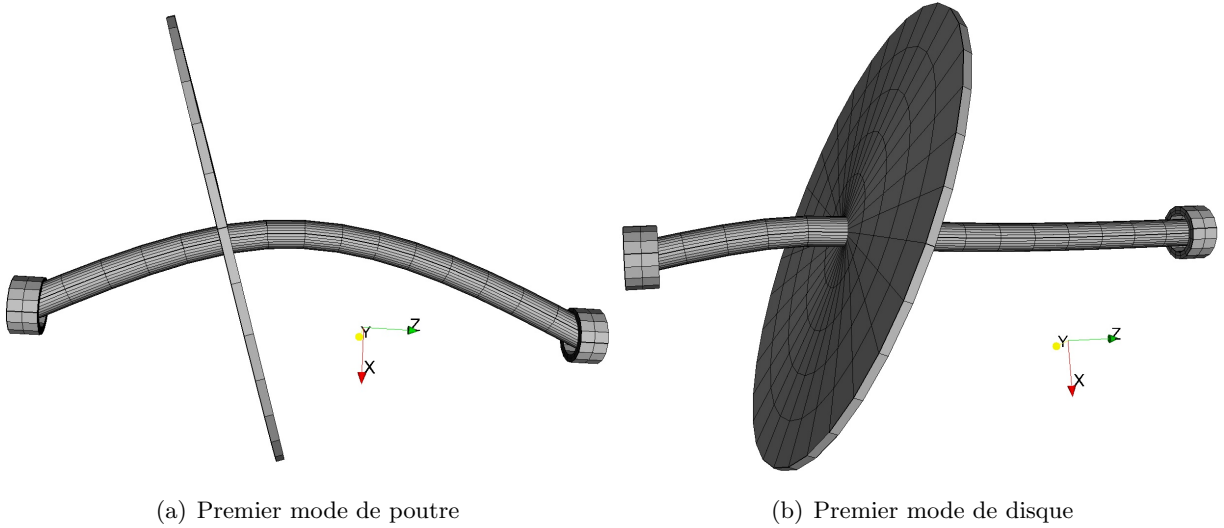 Y Z
X
Y Z
X
(a) Premier mode de poutre
(b) Premier mode de disque